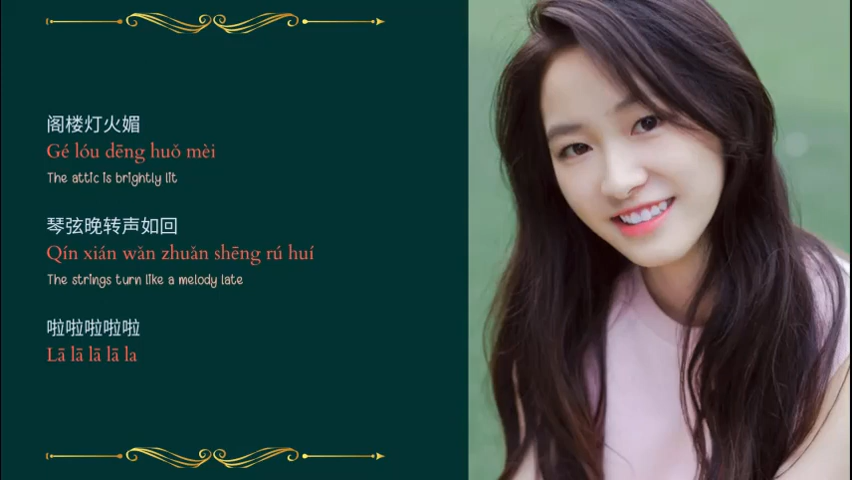 阁楼灯火媚
Gé lóu dēng huǒ mèi
The attic is brightly lit
琴弦晚转声如回
Qín xián wǎn zhuǎn shēng rú huí
The strings turn like a melody late
啦啦啦啦啦
Lā lā lā lā la